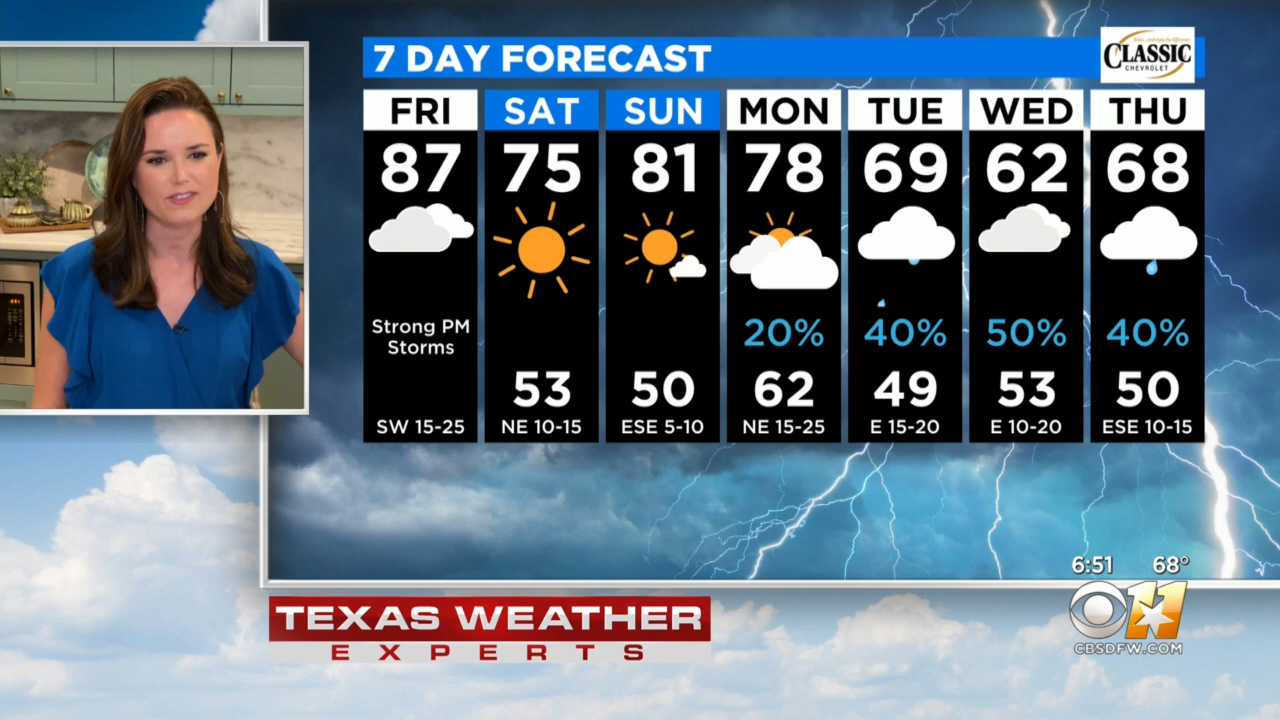 7 DAY FORECAST
CLASSIC
CHEVROLET
FRI SAT SUN MON TUE WED THU
87 75 81 78 69 62 68
Strong PM
Storms
20% 40% 50% 40%
53 50 62 49 53 50
SW 15-25 NE 10-15 ESE 5-10 NE 15-25 E 15-20 E 10-20 ESE 10-15
6:51 68°
11
TEXAS WEATHER
EXPERTS
CBSDFW.COM